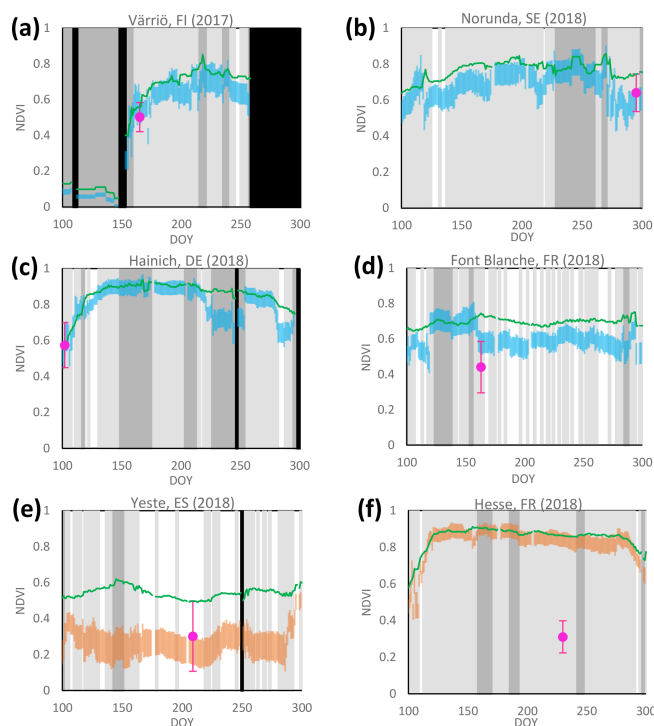 (a)
Värriö, FI (2017)
1
0.8
0.6
0.4
0.2
0
NDVI
100
150
200
250
300
DOY
(b)
Norunda, SE (2018)
1
0.8
0.6
0.4
0.2
0
NDVI
100
150
200
250
300
DOY
(c)
Hainich, DE (2018)
1
0.8
0.6
0.4
0.2
0
NDVI
100
150
200
250
300
DOY
(d)
Font Blanche, FR (2018)
1
0.8
0.6
0.4
0.2
0
NDVI
100
150
200
250
300
DOY
(e)
Yeste, ES (2018)
1
0.8
0.6
0.4
0.2
0
NDVI
100
150
200
250
300
DOY
(f)
Hesse, FR (2018)
1
0.8
0.6
0.4
0.2
0
NDVI
100
150
200
250
300
DOY